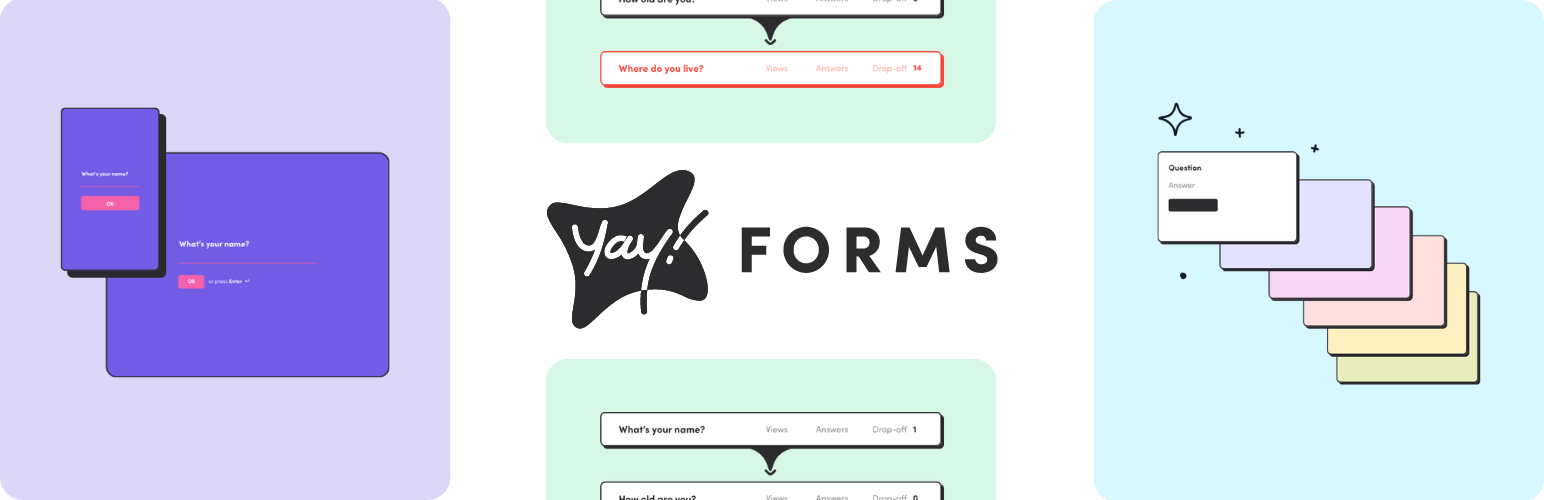 What's your name?
OK
What's your name?
OK or press Enter ↵
How old are you? Views Answers Drop-off
Where do you live? Views Answers Drop-off 14
Yay! FORMS
What's your name? Views Answers Drop-off 1
How old are you? Views Answers Drop-off 0
Question
Answer